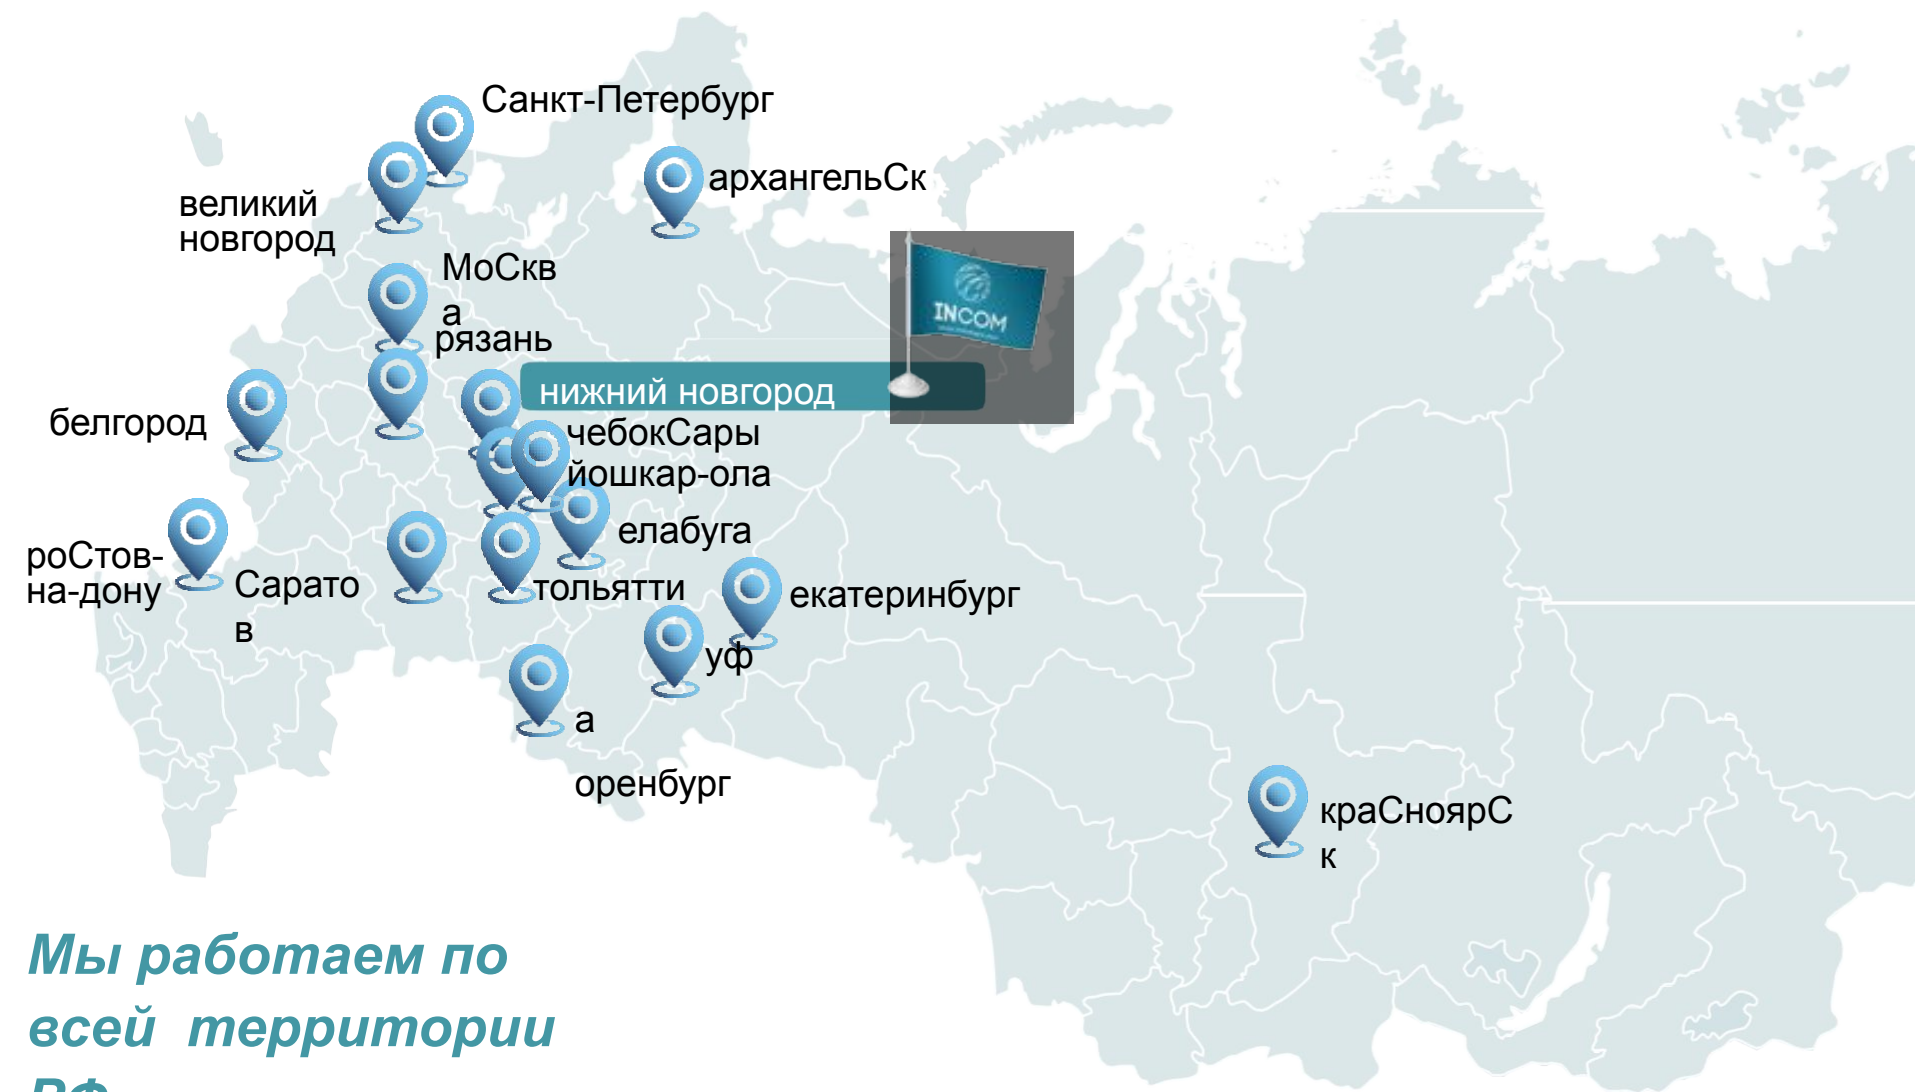 Санкт-Петербург
архангельСк
великий
новгород
МоСкв
а
рязань
INCOM
нижний новгород
белгород
чебокСары
йошкар-ола
елабуга
роСтов-
на-дону
Сарато
в
тольятти
екатеринбург
уф
а
оренбург
краСноярС
к
Мы работаем по
всей территории
РФ